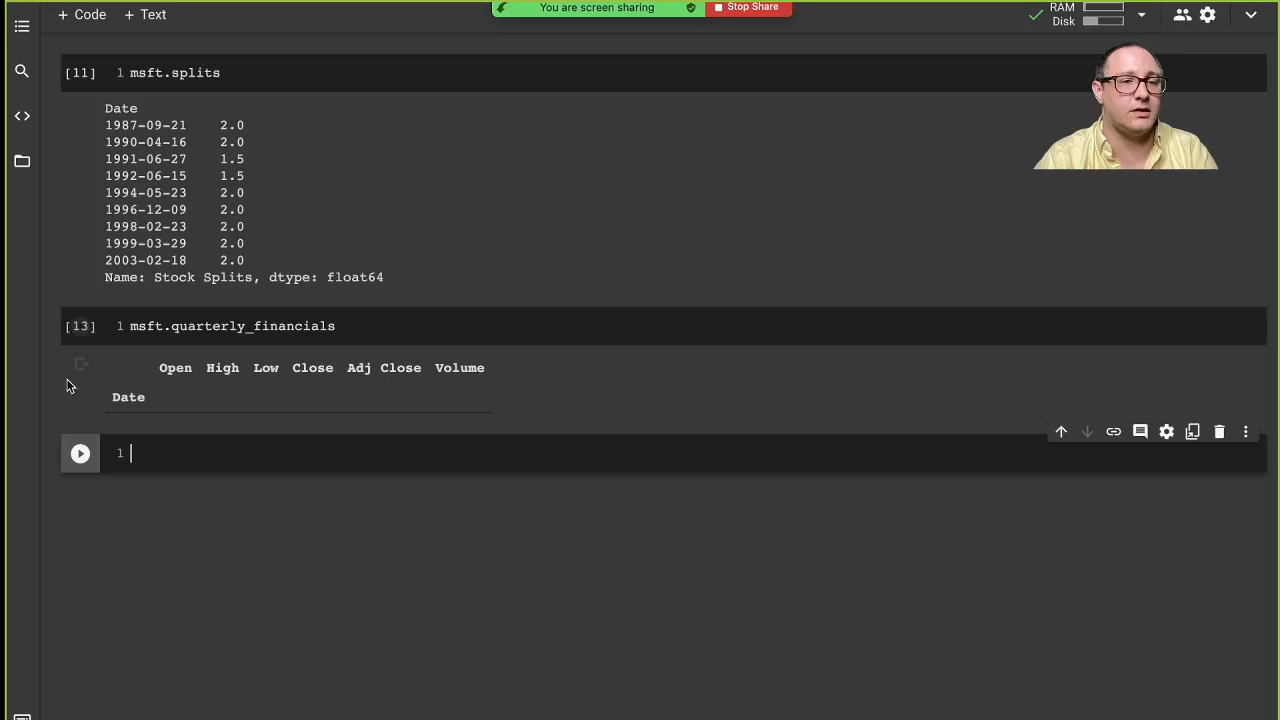 + Code + Text
You are screen sharing
Stop Share
RAM
Disk
[11] 1 msft.splits
Date
1987-09-21 2.0
1990-04-16 2.0
1991-06-27 1.5
1992-06-15 1.5
1994-05-23 2.0
1996-12-09 2.0
1998-02-23 2.0
1999-03-29 2.0
2003-02-18 2.0
Name: Stock Splits, dtype: float64
[13] 1 msft.quarterly_financials
Open High Low Close Adj Close Volume
Date
1